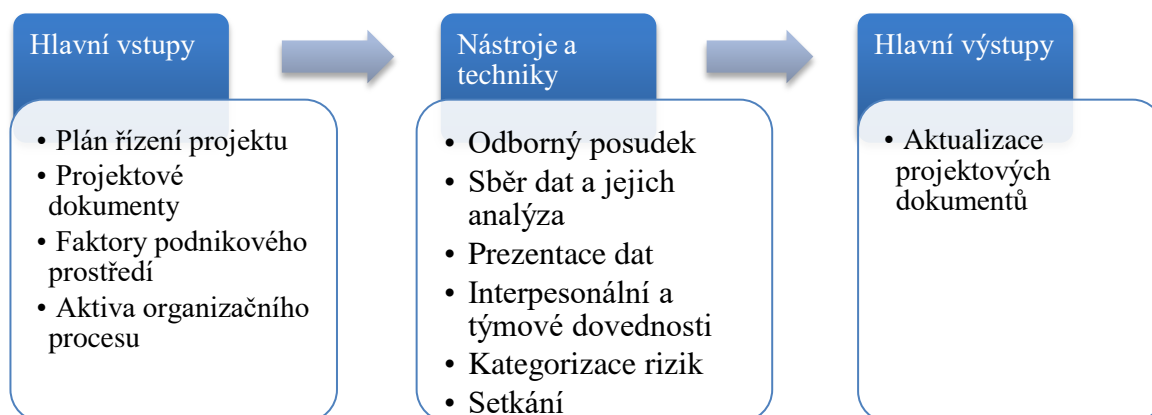 Hlavní vstupy
• Plán řízení projektu
• Projektové
dokumenty
• Faktory podnikového
prostředí
• Aktiva organizačního
procesu
Nástroje a
techniky
• Odborný posudek
• Sběr dat a jejich
analýza
• Prezentace dat
• Interpesonální a
týmové dovednosti
• Kategorizace rizik
• Setkání
Hlavní výstupy
• Aktualizace
projektových
dokumentů